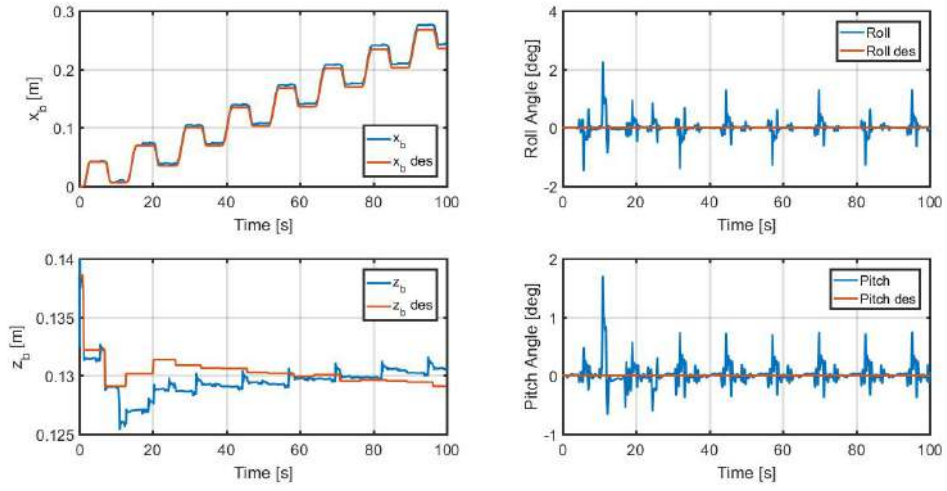 0.3
0.2
0.1
0
x_b [m]
x_b
x_b des
0 20 40 60 80 100
Time [s]
4
2
0
-2
Roll Angle [deg]
Roll
Roll des
0 20 40 60 80 100
Time [s]
0.14
0.135
0.13
0.125
z_b [m]
z_b
z_b des
0 20 40 60 80 100
Time [s]
2
1
0
-1
Pitch Angle [deg]
Pitch
Pitch des
0 20 40 60 80 100
Time [s]